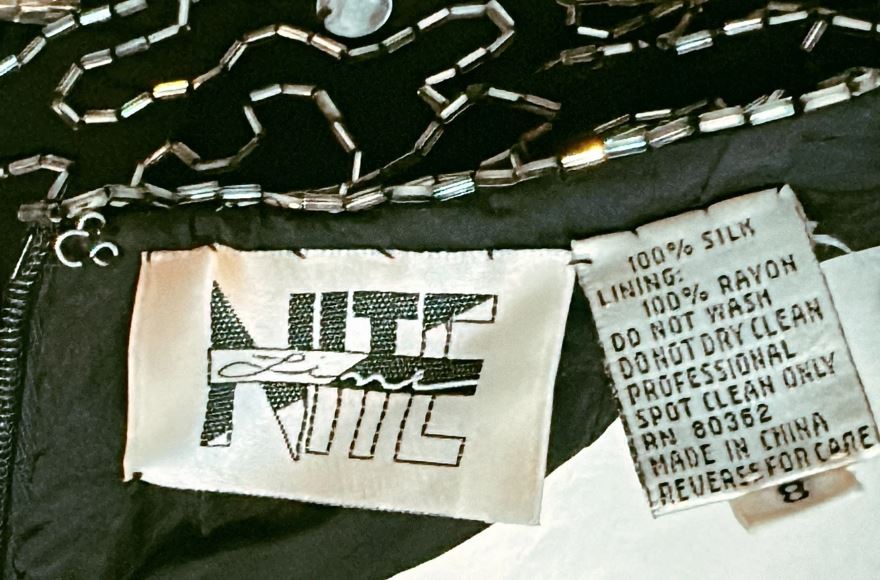 NITE
Line
100% SILK
LINING:
100% RAYON
DO NOT WASH
DO NOT DRY CLEAN
PROFESSIONAL
SPOT CLEAN ONLY
RN 80362
MADE IN CHINA
REVERSE FOR CARE
8